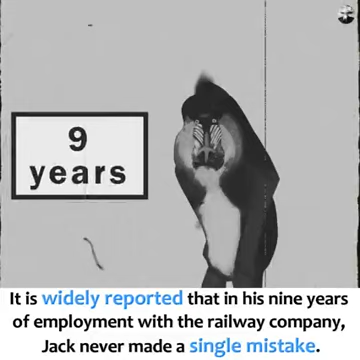 9
years
It is widely reported that in his nine years
of employment with the railway company,
Jack never made a single mistake.